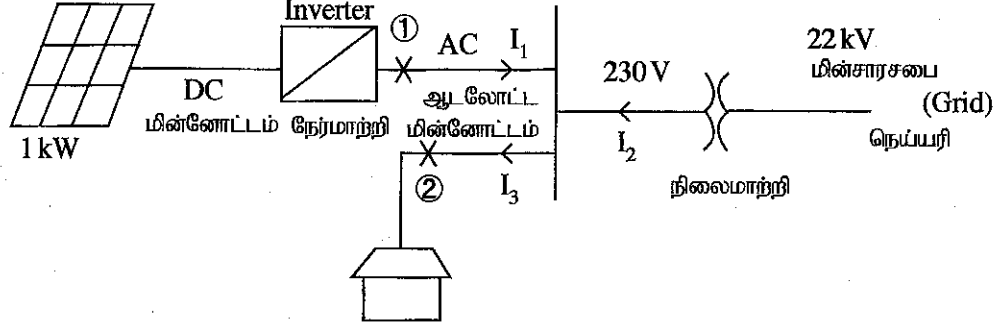 Inverter
①
AC
I₁
22 kV
மின்சாரசபை
(Grid)
நெய்யரி
230 V
I₂
நிலைமாற்றி
DC
மின்னோட்டம்
நேர்மாற்றி
ஆடலோட்ட
மின்னோட்டம்
1 kW
②
I₃